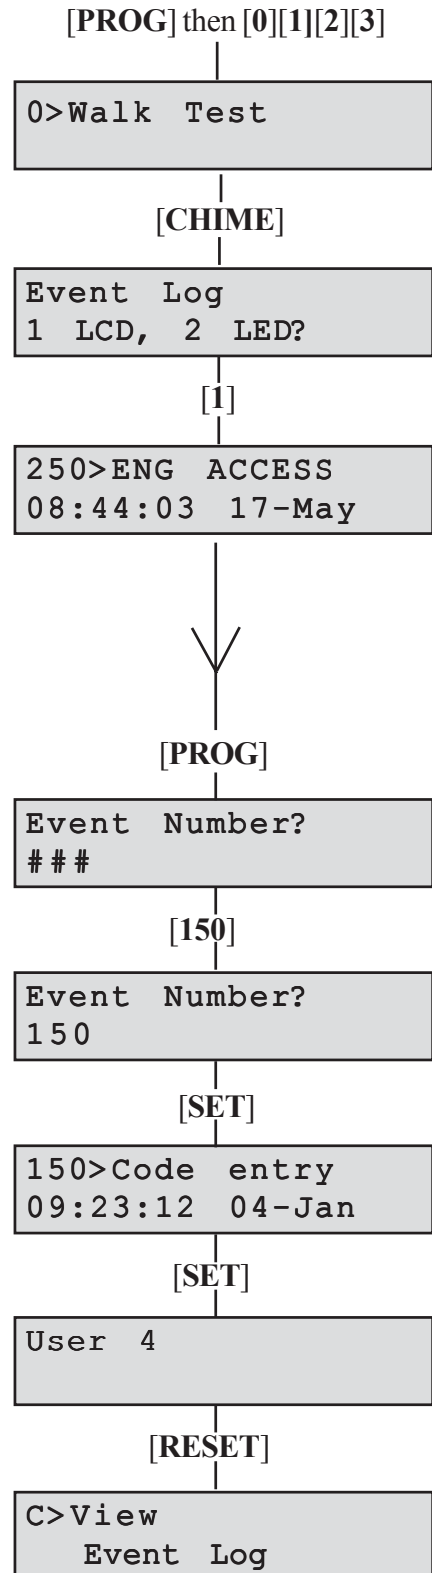 [PROG] then [0][1][2][3]
0>Walk Test
[CHIME]
Event Log
1 LCD, 2 LED?
[1]
250>ENG ACCESS
08:44:03 17-May
[PROG]
Event Number?
###
[150]
Event Number?
150
[SET]
150>Code entry
09:23:12 04-Jan
[SET]
User 4
[RESET]
C>View
Event Log